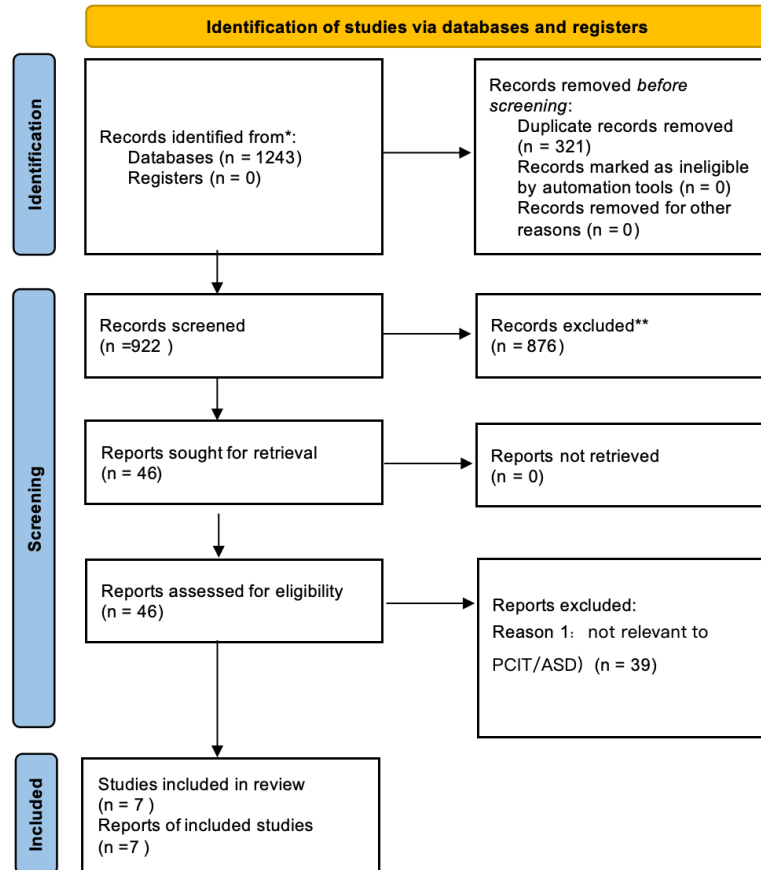 Identification of studies via databases and registers
Identification
Records identified from*:
Databases (n = 1243)
Registers (n = 0)
Records removed before
screening:
Duplicate records removed
(n = 321)
Records marked as ineligible
by automation tools (n = 0)
Records removed for other
reasons (n = 0)
Screening
Records screened
(n =922 )
Records excluded**
(n = 876)
Reports sought for retrieval
(n = 46)
Reports not retrieved
(n = 0)
Reports assessed for eligibility
(n = 46)
Reports excluded:
Reason 1： not relevant to
PCIT/ASD）(n = 39)
Included
Studies included in review
(n = 7 )
Reports of included studies
(n =7 )